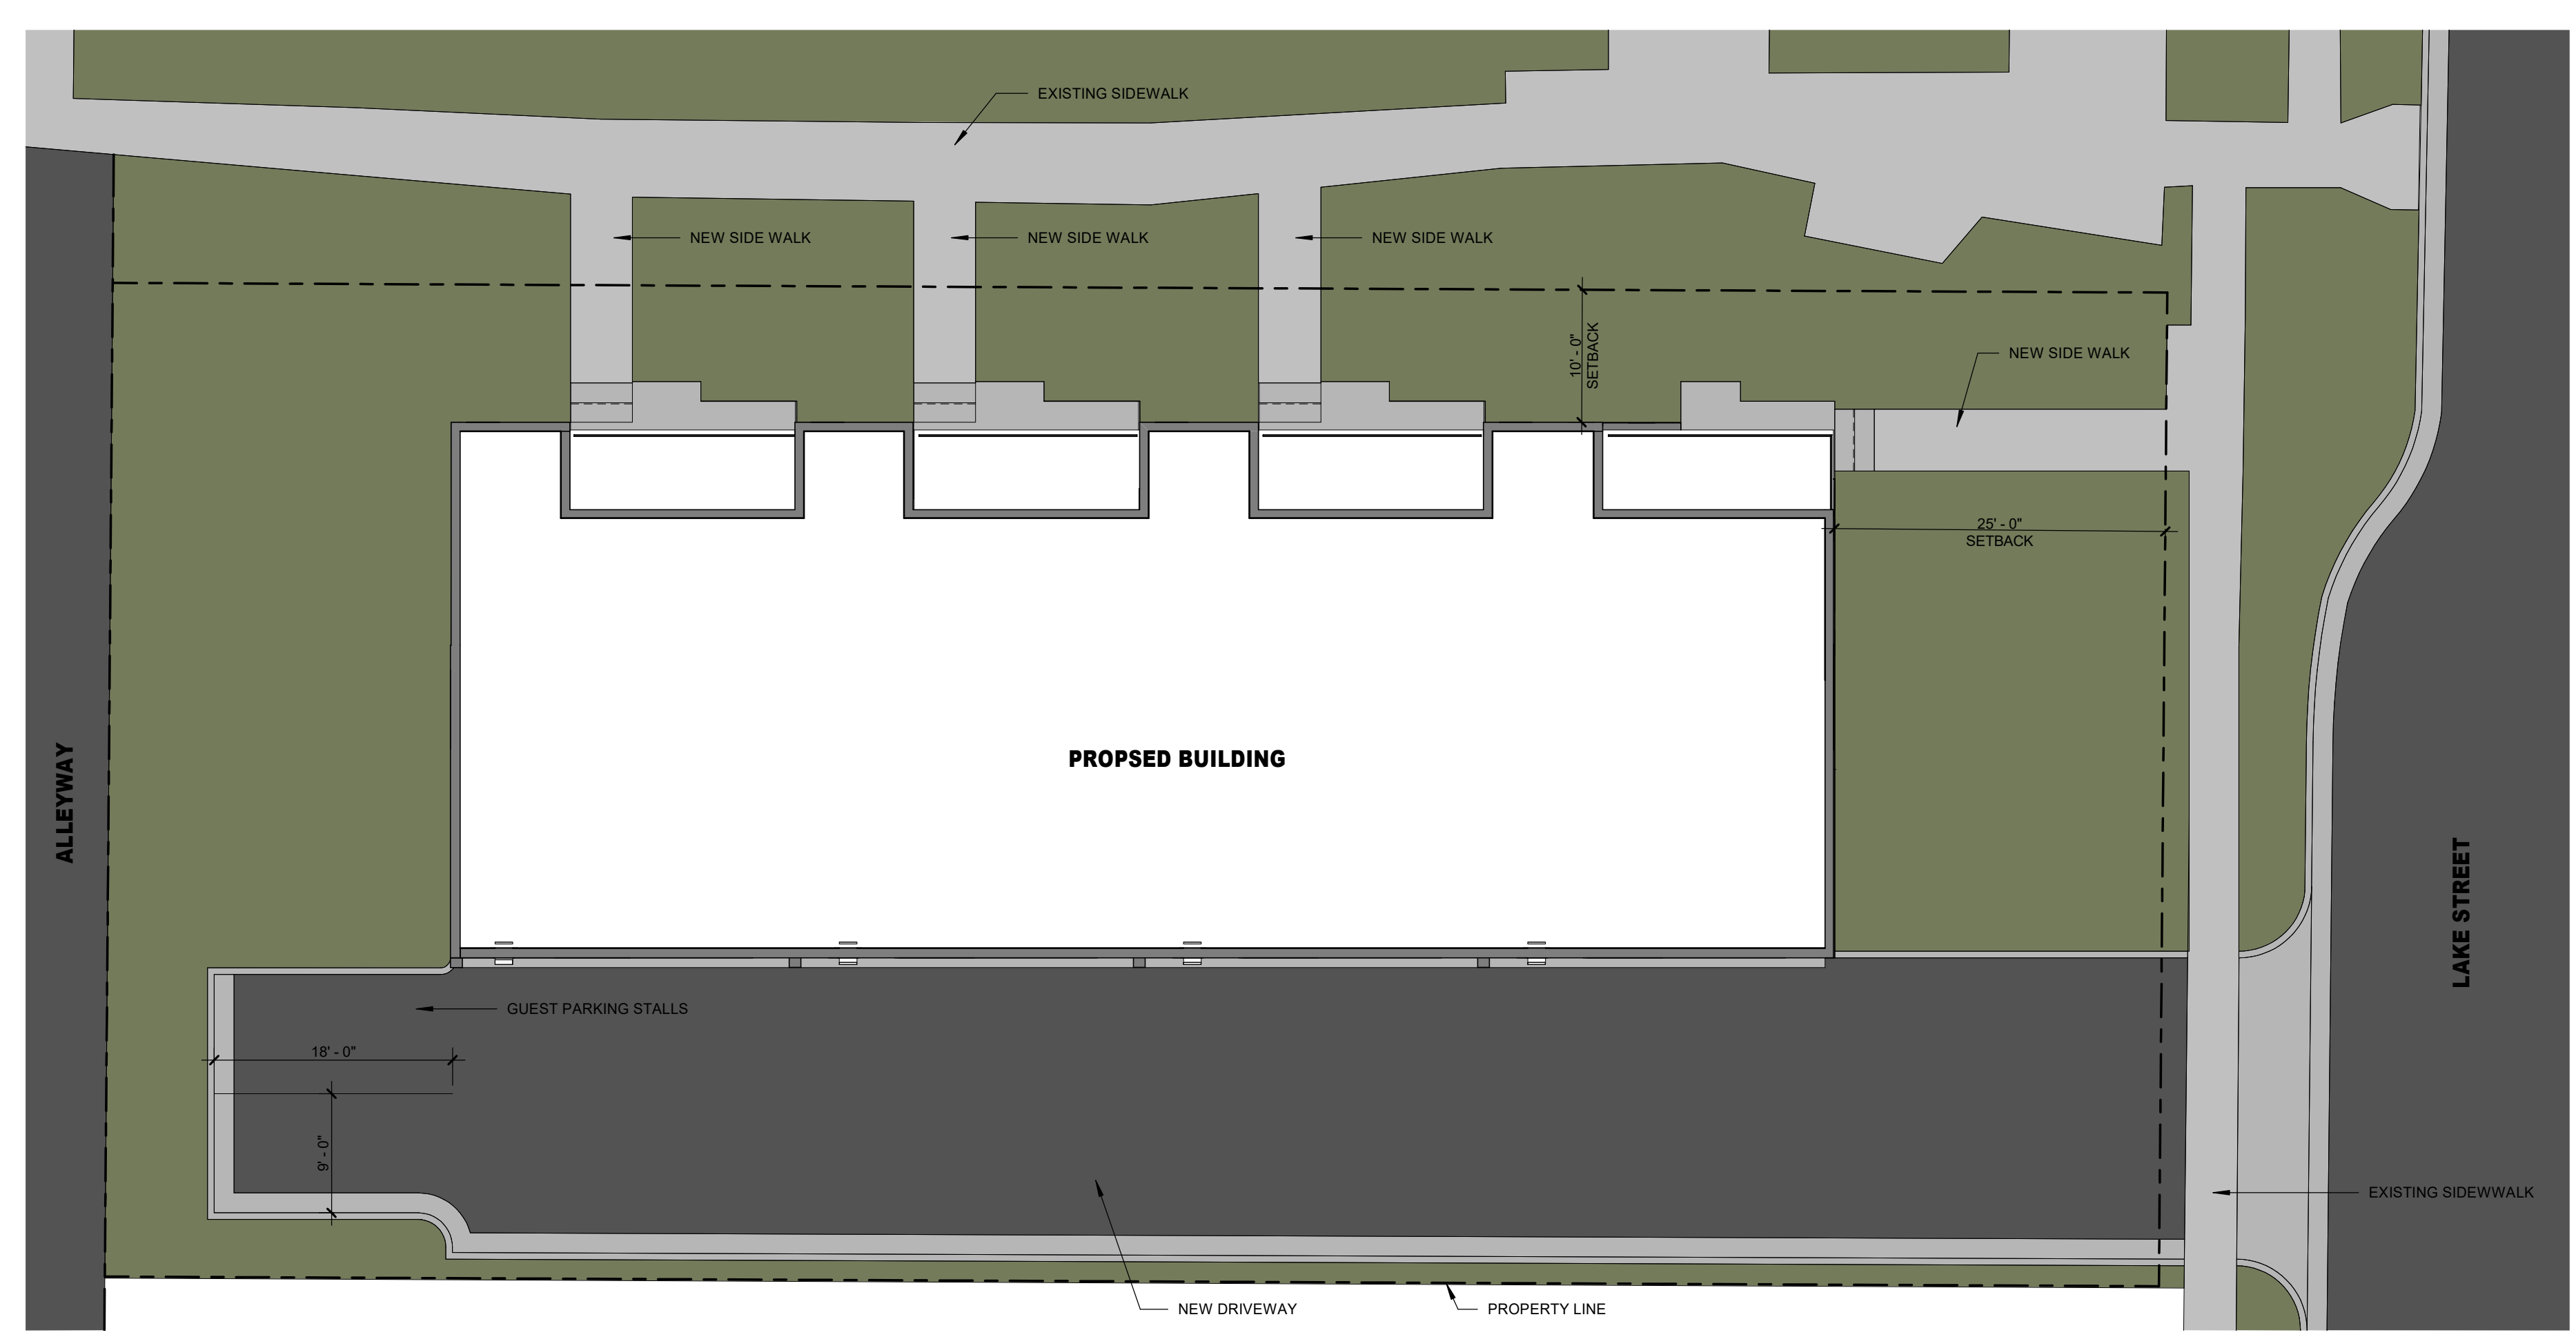 EXISTING SIDEWALK
NEW SIDE WALK
NEW SIDE WALK
NEW SIDE WALK
10' - 0"
SETBACK
NEW SIDE WALK
25' - 0"
SETBACK
PROPSED BUILDING
ALLEYWAY
LAKE STREET
GUEST PARKING STALLS
18' - 0"
9' - 0"
EXISTING SIDEWWALK
NEW DRIVEWAY
PROPERTY LINE